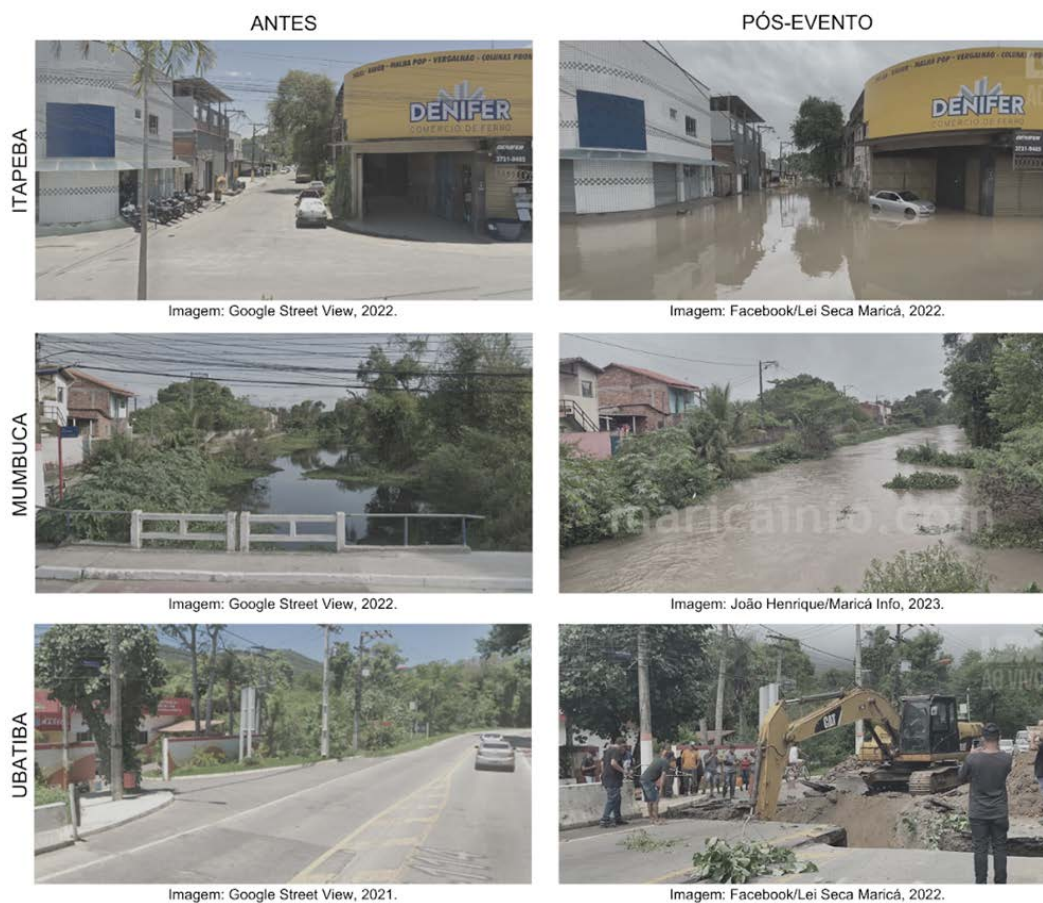 ANTES
PÓS-EVENTO
ITAPEBA
DENIFER
COMÉRCIO DE FERRO
DENIFER
COMÉRCIO DE FERRO
Imagem: Google Street View, 2022.
Imagem: Facebook/Lei Seca Maricá, 2022.
MUMBUCA
maricainfo.com
Imagem: Google Street View, 2022.
Imagem: João Henrique/Maricá Info, 2023.
UBATIBA
AO VIVO
CAT
Imagem: Google Street View, 2021.
Imagem: Facebook/Lei Seca Maricá, 2022.